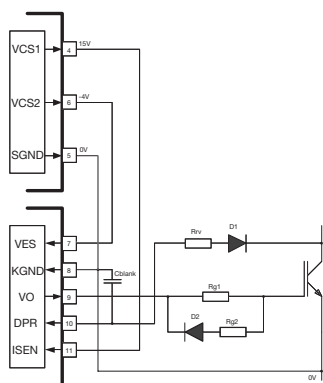 VCS1 4 15V
VCS2 6 -4V
SGND 5 0V
VES 7
KGND 8 Cblank
VO 9
DPR 10
ISEN 11
Rrv D1
Rg1
D2 Rg2
0V